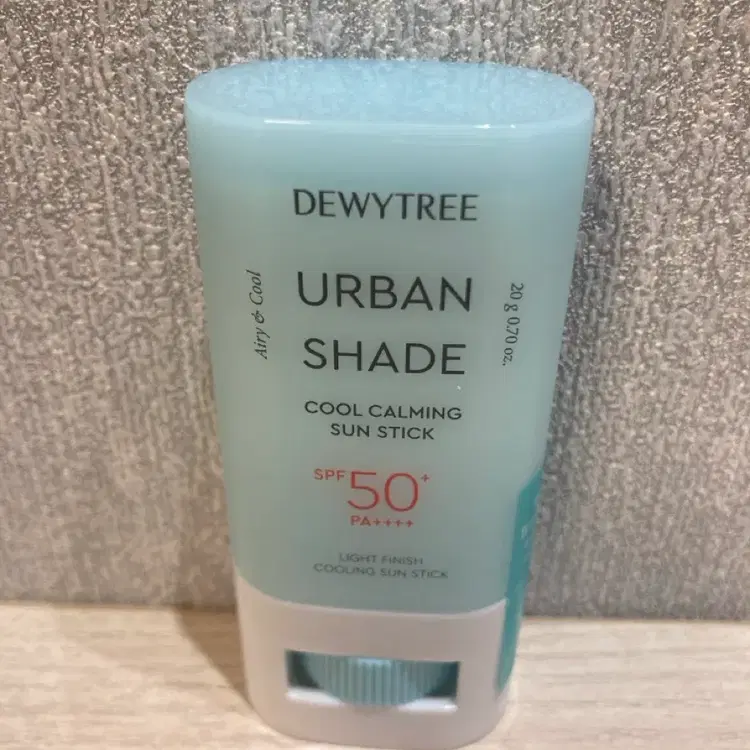 DEWYTREE
URBAN
SHADE
Airy & Cool
20 g 0.70 oz.
COOL CALMING
SUN STICK
SPF 50+
PA++++
LIGHT FINISH
COOLING SUN STICK